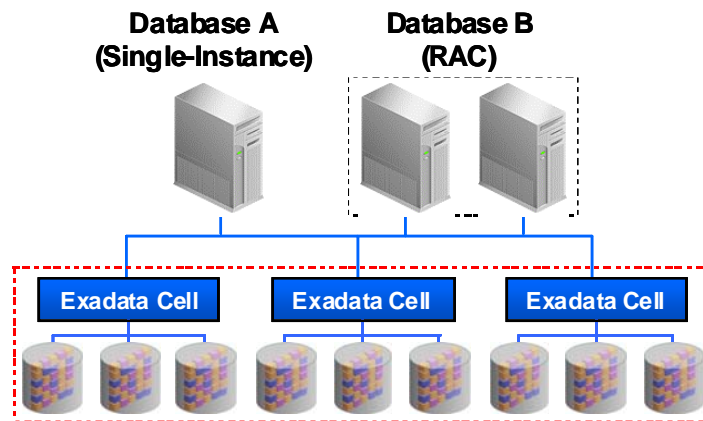 Database A
(Single-Instance)
Database B
(RAC)
Exadata Cell
Exadata Cell
Exadata Cell